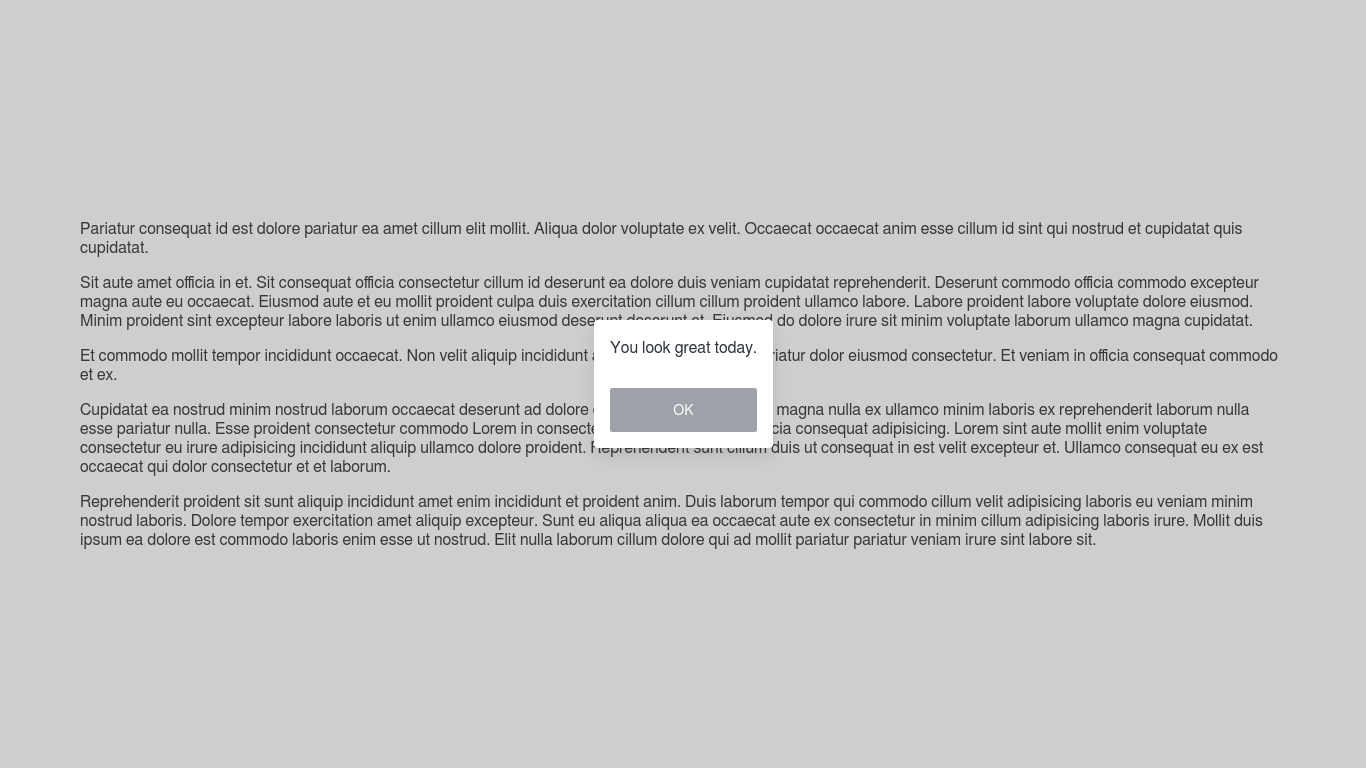 Pariatur consequat id est dolore pariatur ea amet cillum elit mollit. Aliqua dolor voluptate ex velit. Occaecat occaecat anim esse cillum id sint qui nostrud et cupidatat quis
cupidatat.
Sit aute amet officia in et. Sit consequat officia consectetur cillum id deserunt ea dolore duis veniam cupidatat reprehenderit. Deserunt commodo officia commodo excepteur
magna aute eu occaecat. Eiusmod aute et eu mollit proident culpa duis exercitation cillum cillum proident ullamco labore. Labore proident labore voluptate dolore eiusmod.
Minim proident sint excepteur labore laboris ut enim ullamco eiusmod deserunt deserunt et. Eiusmod do dolore irure sit minim voluptate laborum ullamco magna cupidatat.
You look great today.
Et commodo mollit tempor incididunt occaecat. Non velit aliquip incididunt dolor eiusmod consectetur. Et veniam in officia consequat commodo
et ex.
OK
Cupidatat ea nostrud minim nostrud laborum occaecat deserunt ad dolore magna nulla ex ullamco minim laboris ex reprehenderit laborum nulla
esse pariatur nulla. Esse proident consectetur commodo Lorem in consequat adipisicing. Lorem sint aute mollit enim voluptate
consectetur eu irure adipisicing incididunt aliquip ullamco dolore proident. Reprehenderit sunt cillum duis ut consequat in est velit excepteur et. Ullamco consequat eu ex est
occaecat qui dolor consectetur et et laborum.
Reprehenderit proident sit sunt aliquip incididunt amet enim incididunt et proident anim. Duis laborum tempor qui commodo cillum velit adipisicing laboris eu veniam minim
nostrud laboris. Dolore tempor exercitation amet aliquip excepteur. Sunt eu aliqua aliqua ea occaecat aute ex consectetur in minim cillum adipisicing laboris irure. Mollit duis
ipsum ea dolore est commodo laboris enim esse ut nostrud. Elit nulla laborum cillum dolore qui ad mollit pariatur pariatur veniam irure sint labore sit.